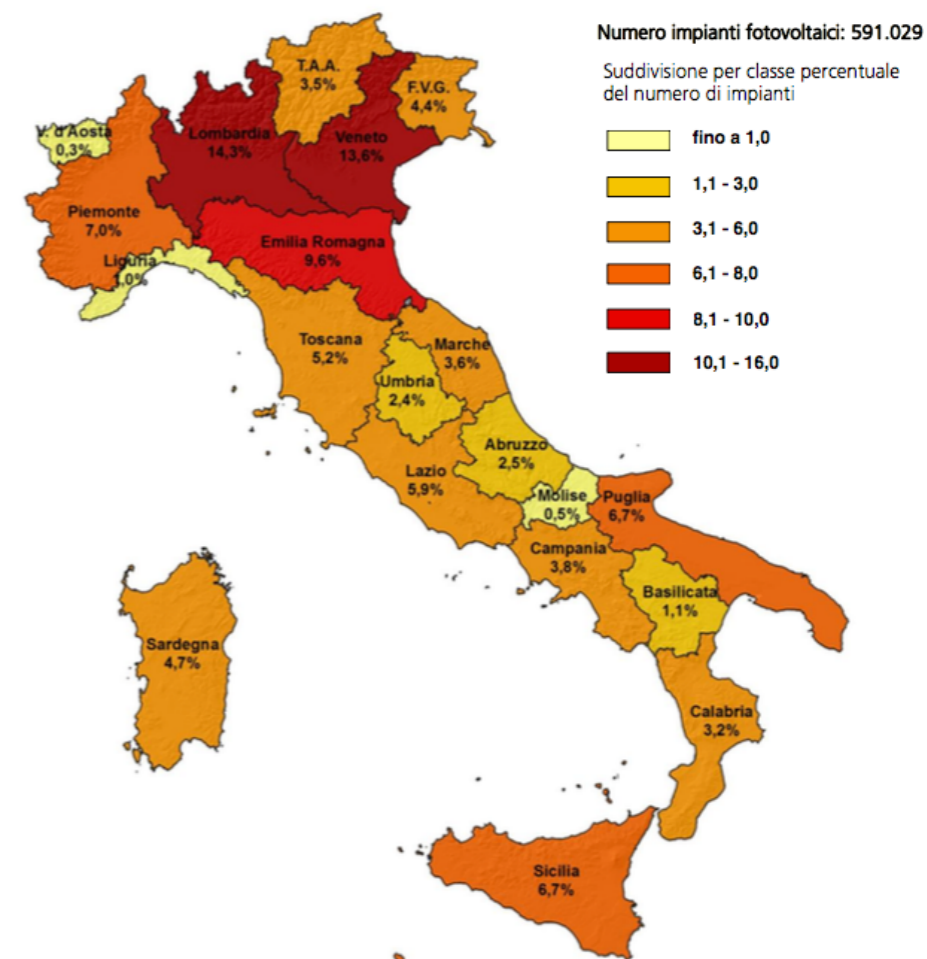 Numero impianti fotovoltaici: 591.029
Suddivisione per classe percentuale
del numero di impianti
fino a 1,0
1,1 - 3,0
3,1 - 6,0
6,1 - 8,0
8,1 - 10,0
10,1 - 16,0
T.A.A.
3,5%
F.V.G.
4,4%
V. d'Aosta
0,3%
Lombardia
14,3%
Veneto
13,6%
Piemonte
7,0%
Emilia Romagna
9,6%
Liguria
1,0%
Toscana
5,2%
Marche
3,6%
Umbria
2,4%
Abruzzo
2,5%
Lazio
5,9%
Molise
0,5%
Puglia
6,7%
Campania
3,8%
Basilicata
1,1%
Sardegna
4,7%
Calabria
3,2%
Sicilia
6,7%